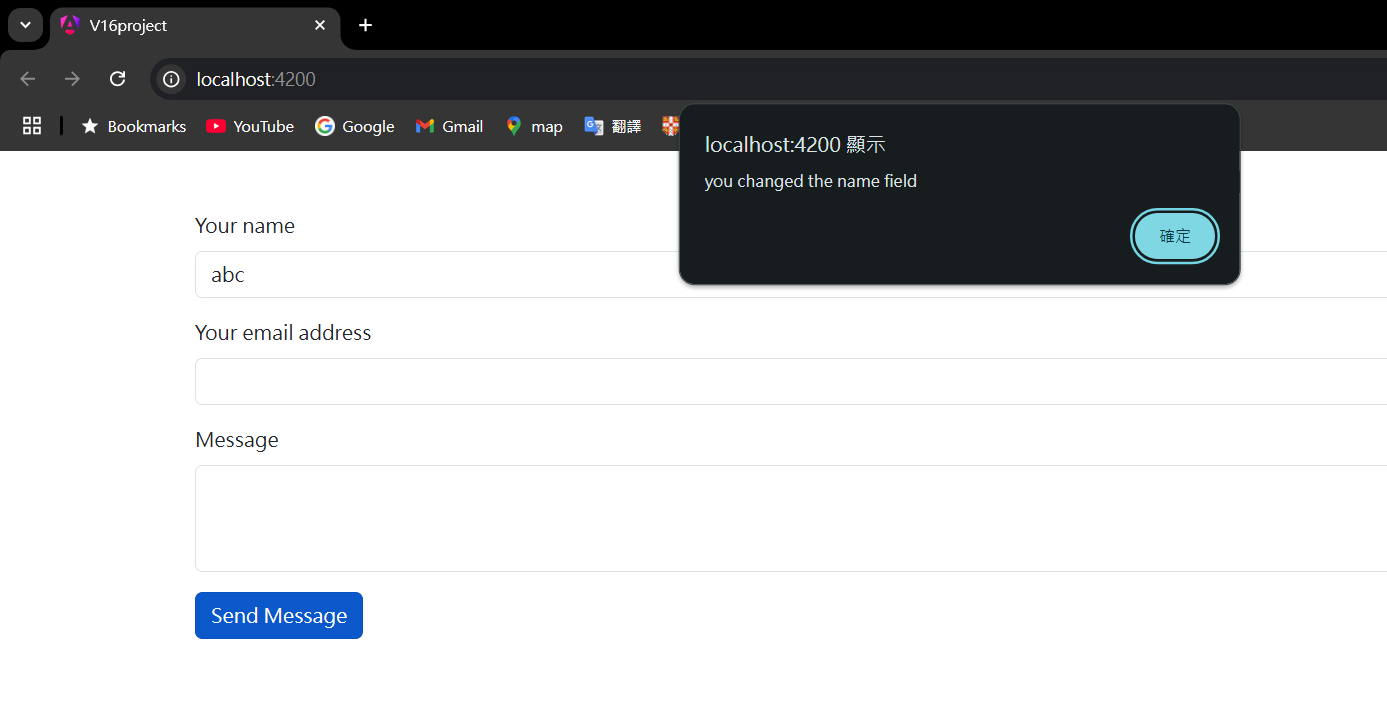 V16project
localhost:4200
Bookmarks YouTube Google Gmail map 翻譯
localhost:4200 顯示
you changed the name field
確定
Your name
abc
Your email address
Message
Send Message